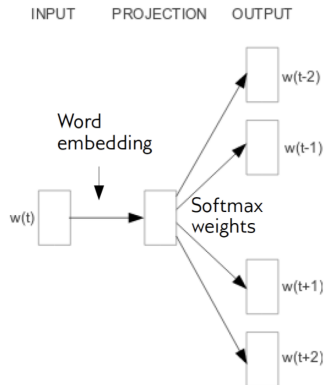 INPUT PROJECTION OUTPUT
w(t-2)
Word
embedding
w(t-1)
w(t)
Softmax
weights
w(t+1)
w(t+2)